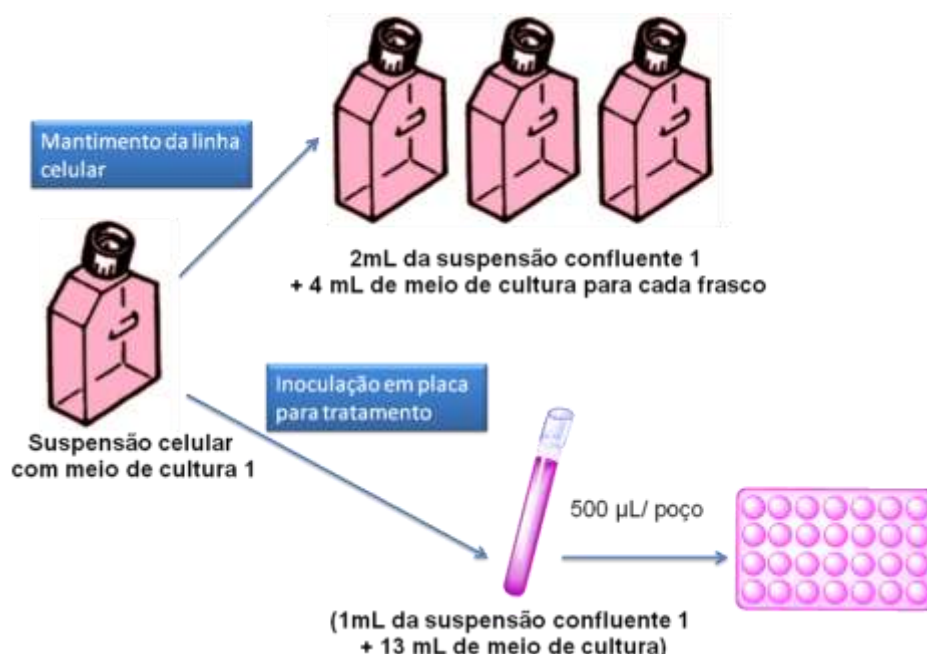 Mantimento da linha
celular
2mL da suspensão confluente 1
+ 4 mL de meio de cultura para cada frasco
Inoculação em placa
para tratamento
Suspensão celular
com meio de cultura 1
500 µL/ poço
(1mL da suspensão confluente 1
+ 13 mL de meio de cultura)